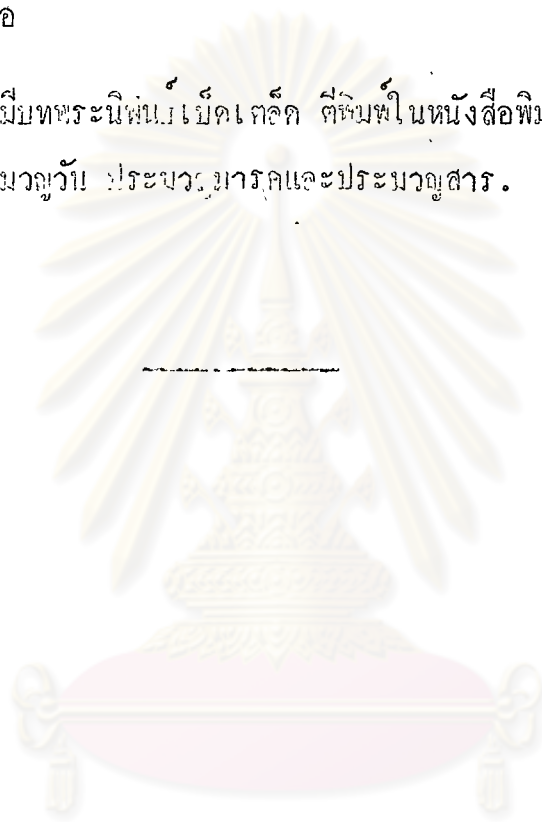 อ
มีบทพระนิพนธ์เบ็ดเตล็ด ตีพิมพ์ในหนังสือพิม
มวญวัน ประมวญมารคและประมวญสาร.